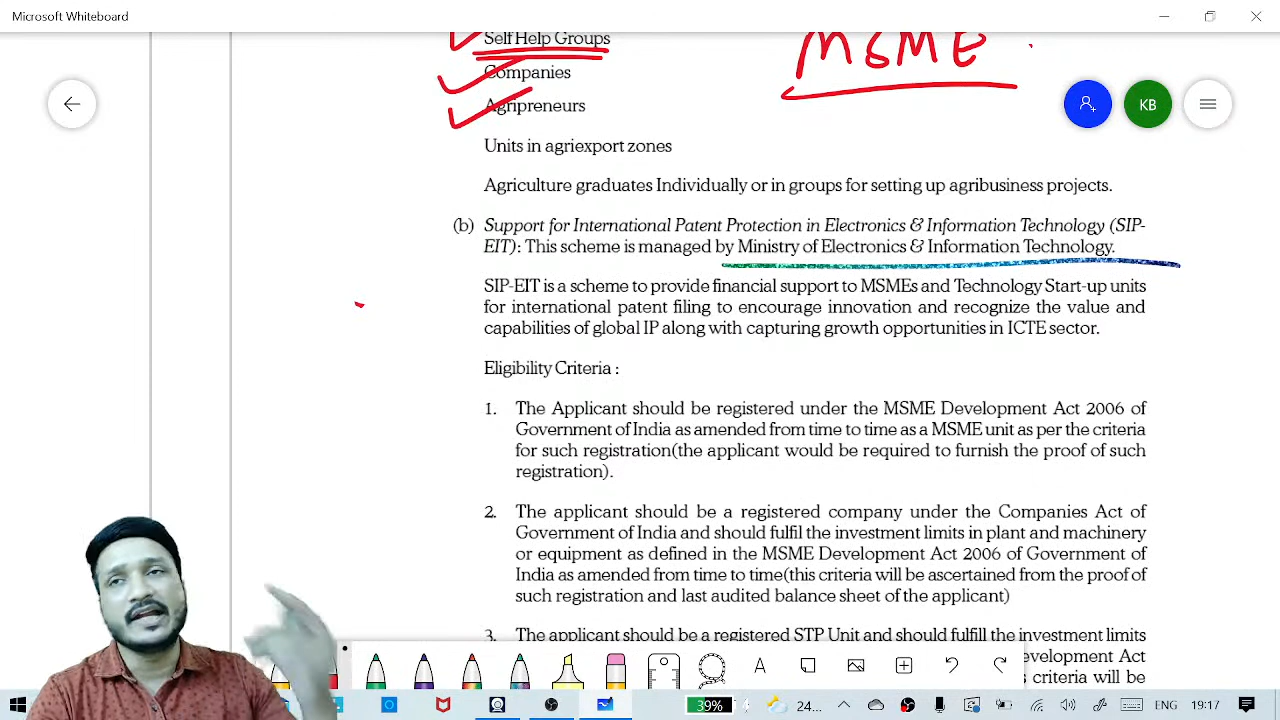 Microsoft Whiteboard
Self Help Groups
MSME
Companies
Agripreneurs
KB
Units in agriexport zones
Agriculture graduates Individually or in groups for setting up agribusiness projects.
(b) Support for International Patent Protection in Electronics & Information Technology (SIP-
EIT): This scheme is managed by Ministry of Electronics & Information Technology.
SIP-EIT is a scheme to provide financial support to MSMEs and Technology Start-up units
for international patent filing to encourage innovation and recognize the value and
capabilities of global IP along with capturing growth opportunities in ICTE sector.
Eligibility Criteria :
1. The Applicant should be registered under the MSME Development Act 2006 of
Government of India as amended from time to time as a MSME unit as per the criteria
for such registration(the applicant would be required to furnish the proof of such
registration).
2. The applicant should be a registered company under the Companies Act of
Government of India and should fulfil the investment limits in plant and machinery
or equipment as defined in the MSME Development Act 2006 of Government of
India as amended from time to time(this criteria will be ascertained from the proof of
such registration and last audited balance sheet of the applicant)
3. The applicant should be a registered STP Unit and should fulfill the investment limits
evelopment Act
criteria will be
39%
24...
ENG
19:17